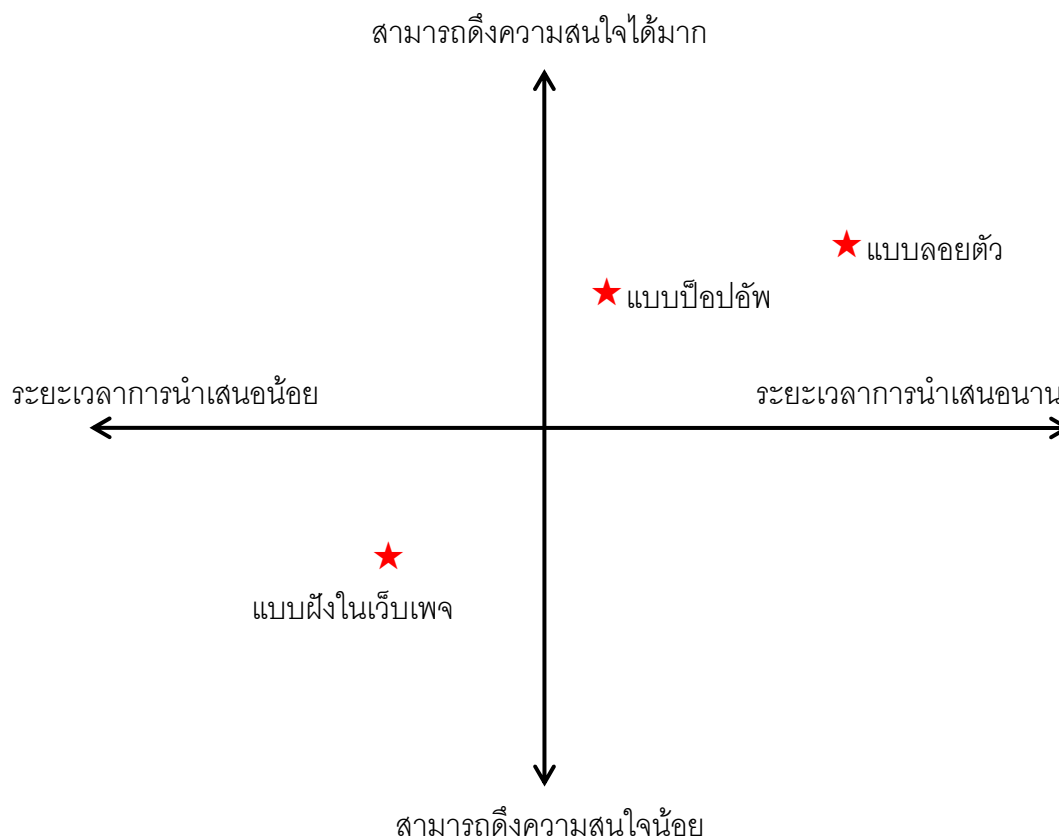 สามารถดึงความสนใจได้มาก
แบบลอยตัว
แบบป็อปอัพ
ระยะเวลาการนำเสนอน้อย
ระยะเวลาการนำเสนอนาน
แบบฝังในเว็บเพจ
สามารถดึงความสนใจน้อย